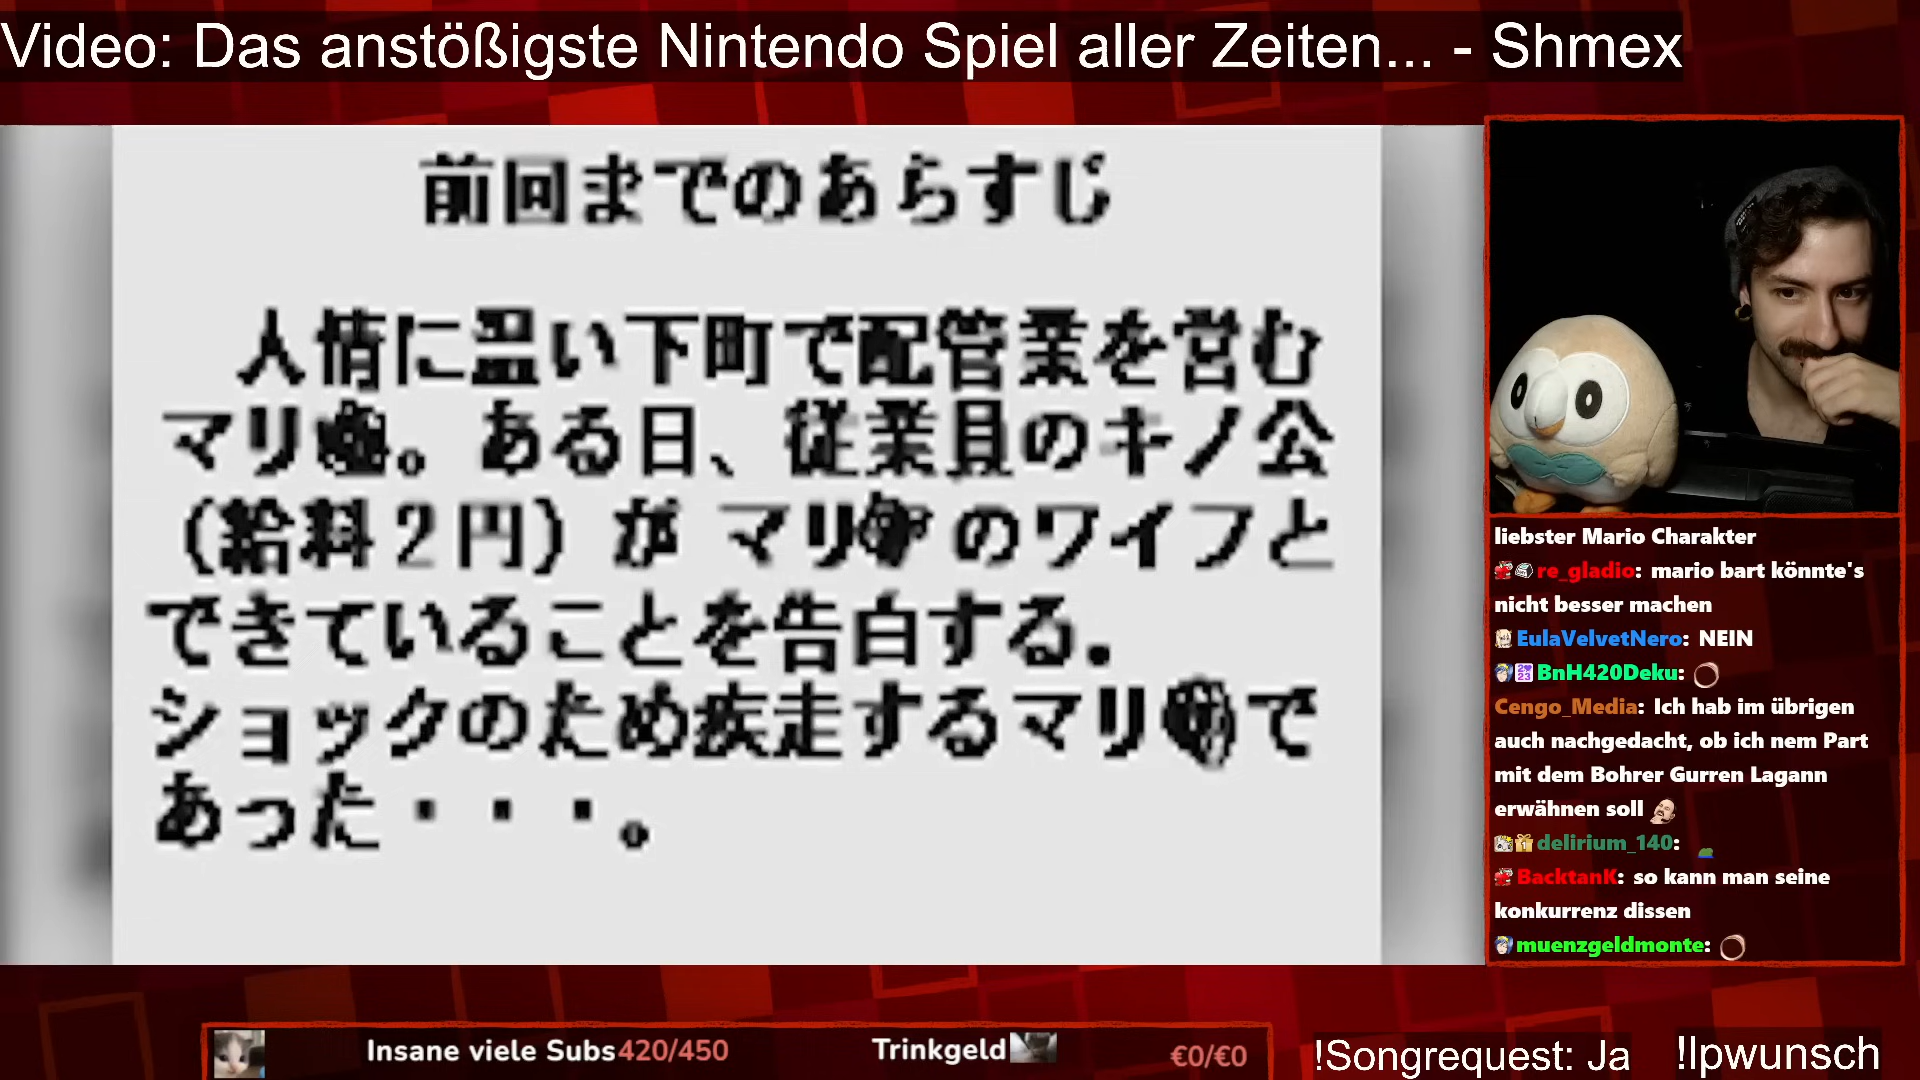 Video: Das anstößigste Nintendo Spiel aller Zeiten... - Shmex
前回までのあらすじ
人情に温い下町で配管業を営む
マリ。ある日、従業員のキノ公
(給料2円) が マリ のワイフと
できていることを告白する.
ショックのため疾走するマリ で
あった・・・。
liebster Mario Charakter
re_gladio: mario bart könnte's
nicht besser machen
EulaVelvetNero: NEIN
BnH420Deku:
Cengo_Media: Ich hab im übrigen
auch nachgedacht, ob ich nem Part
mit dem Bohrer Gurren Lagann
erwähnen soll
delirium_140:
BacktanK: so kann man seine
konkurrenz dissen
muenzgeldmonte:
Insane viele Subs 420/450
Trinkgeld €0/€0
!Songrequest: Ja
!lpwunsch